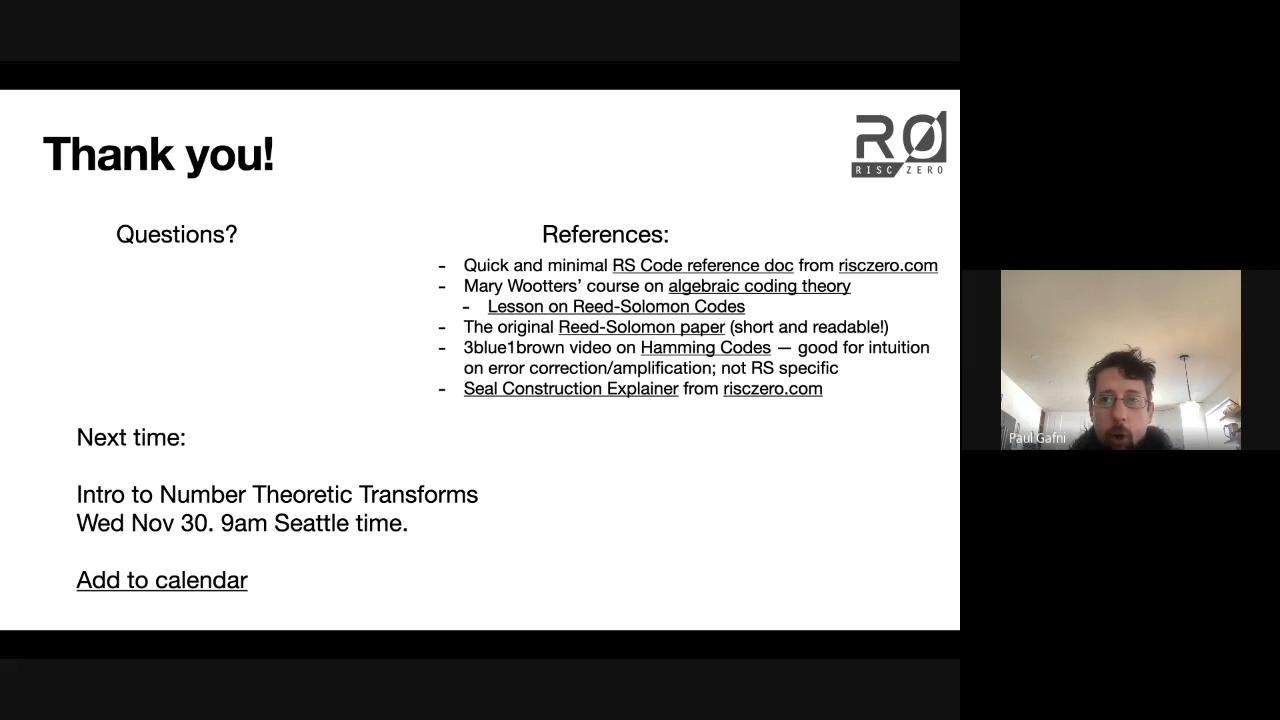 Thank you!
RØ
RISC ZERO
Questions?
References:
- Quick and minimal RS Code reference doc from risczero.com
- Mary Wootters’ course on algebraic coding theory
- Lesson on Reed-Solomon Codes
- The original Reed-Solomon paper (short and readable!)
- 3blue1brown video on Hamming Codes — good for intuition
on error correction/amplification; not RS specific
- Seal Construction Explainer from risczero.com
Next time:
Intro to Number Theoretic Transforms
Wed Nov 30. 9am Seattle time.
Add to calendar
Paul Gafni